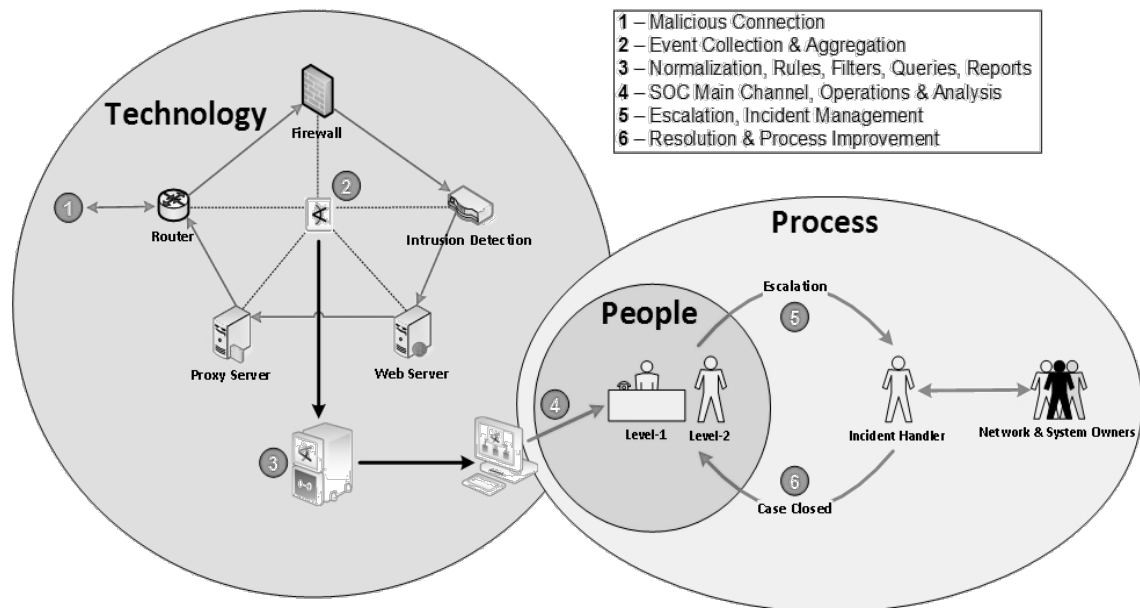 1 – Malicious Connection
2 – Event Collection & Aggregation
3 – Normalization, Rules, Filters, Queries, Reports
4 – SOC Main Channel, Operations & Analysis
5 – Escalation, Incident Management
6 – Resolution & Process Improvement
Technology
Firewall
1
2
Router
Intrusion Detection
Proxy Server
Web Server
3
Process
People
Escalation
5
4
Level-1
Level-2
Incident Handler
Network & System Owners
6
Case Closed